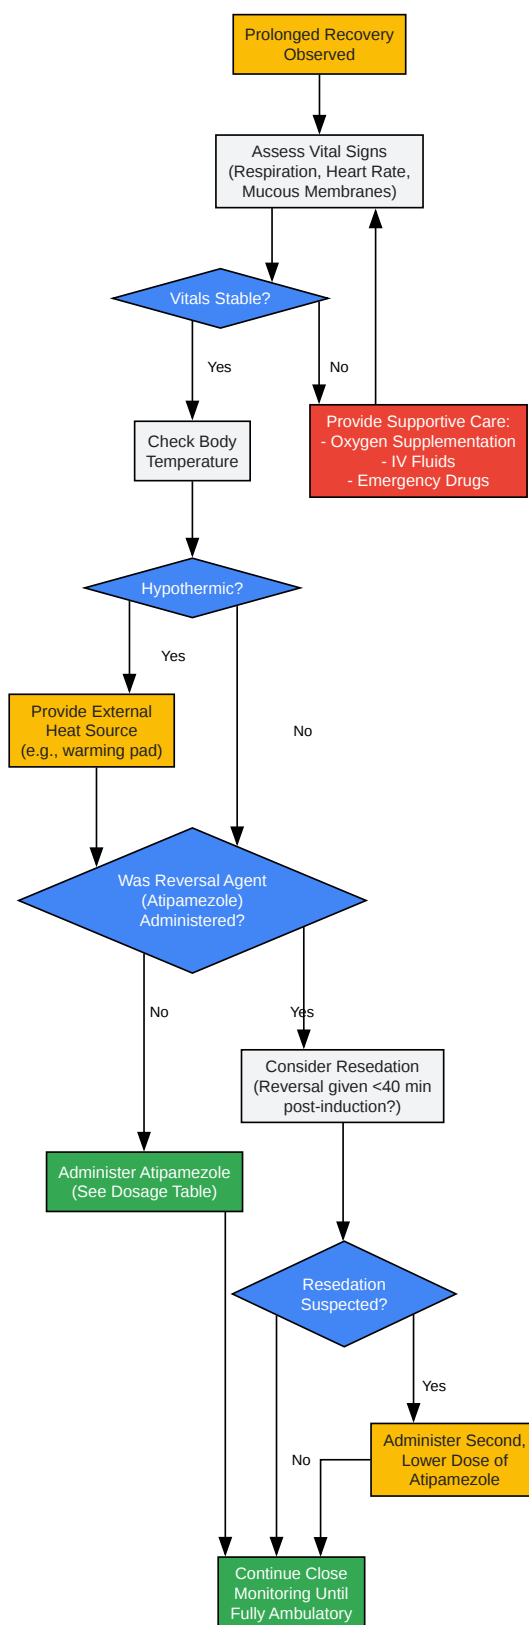 Prolonged Recovery
Observed
Assess Vital Signs
(Respiration, Heart Rate,
Mucous Membranes)
Vitals Stable?
Yes
No
Check Body
Temperature
Provide Supportive Care:
- Oxygen Supplementation
- IV Fluids
- Emergency Drugs
Hypothermic?
Yes
Provide External
Heat Source
(e.g., warming pad)
No
Was Reversal Agent
(Atipamezole)
Administered?
No
Yes
Consider Resedation
(Reversal given <40 min
post-induction?)
Administer Atipamezole
(See Dosage Table)
Resedation
Suspected?
Yes
No
Administer Second,
Lower Dose of
Atipamezole
Continue Close
Monitoring Until
Fully Ambulatory